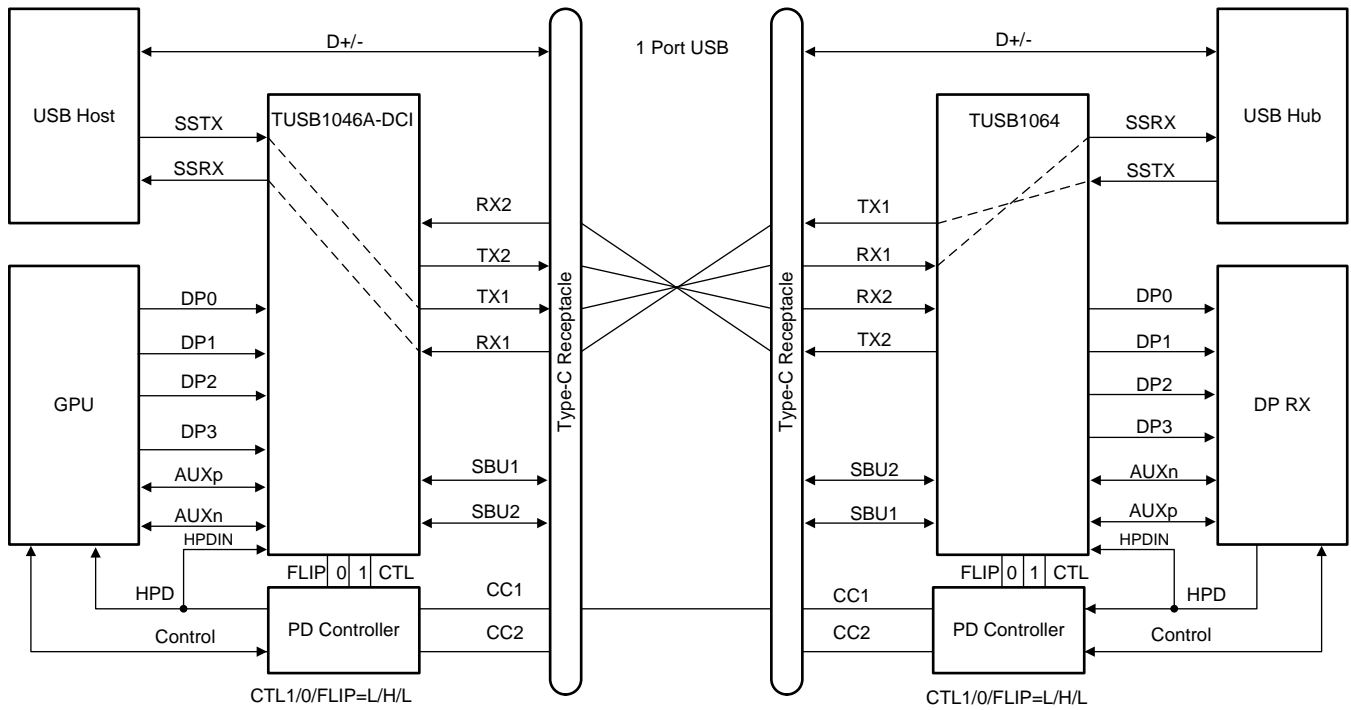 D+/-
1 Port USB
D+/-
USB Host
TUSB1046A-DCI
TUSB1064
USB Hub
SSTX
SSRX
SSRX
SSTX
RX2
TX2
TX1
RX1
TX1
RX1
RX2
TX2
Type-C Receptacle
Type-C Receptacle
GPU
DP0
DP1
DP2
DP3
AUXp
AUXn
HPDIN
SBU1
SBU2
SBU2
SBU1
DP0
DP1
DP2
DP3
AUXn
AUXp
HPDIN
DP RX
FLIP 0 1 CTL
FLIP 0 1 CTL
HPD
Control
PD Controller
CC1
CC2
CC1
CC2
PD Controller
HPD
Control
CTL1/0/FLIP=L/H/L
CTL1/0/FLIP=L/H/L